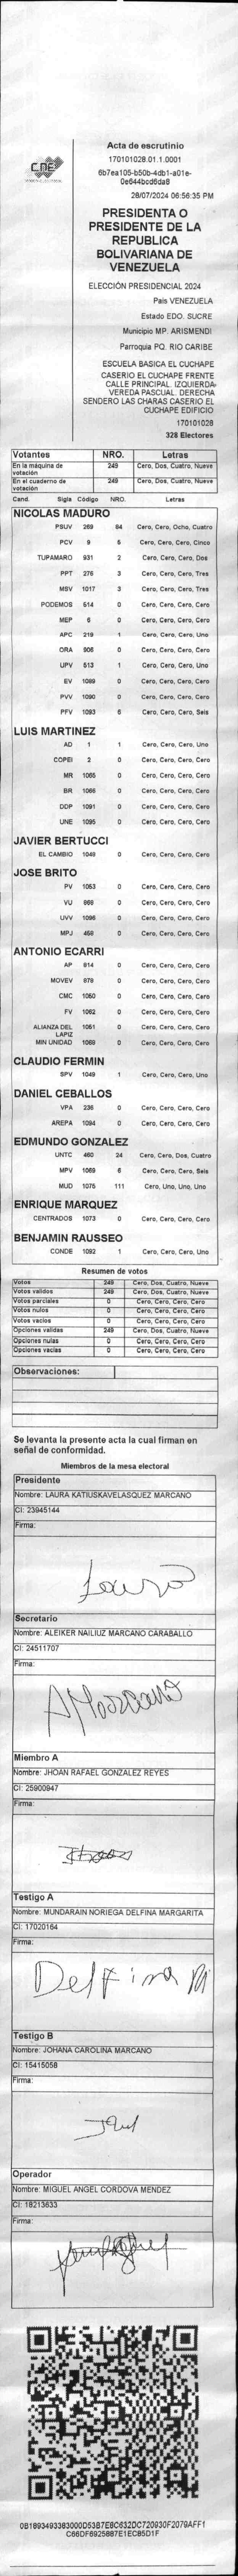 CNE
Acta de escrutinio
170101028.01.1.0001
6b7ea105-b50b-4db1-a01e-
0e644bcd6da8
28/07/2024 06:56:35 PM
PRESIDENTA O
PRESIDENTE DE LA
REPUBLICA
BOLIVARIANA DE
VENEZUELA
ELECCIÓN PRESIDENCIAL 2024
Pais VENEZUELA
Estado EDO. SUCRE
Municipio MP. ARISMENDI
Parroquia PQ. RIO CARIBE
ESCUELA BASICA EL CUCHAPE
CASERIO EL CUCHAPE FRENTE
CALLE PRINCIPAL. IZQUIERDA-
VEREDA PASCUAL. DERECHA
SENDERO LAS CHARAS CASERIO EL
CUCHAPE EDIFICIO
170101028
328 Electores
Votantes NRO. Letras
En la máquina de votación 249 Cero, Dos, Cuatro, Nueve
En el cuaderno de votación 249 Cero, Dos, Cuatro, Nueve
Cand. Sigla Código NRO. Letras
NICOLAS MADURO
PSUV 269 84 Cero, Cero, Ocho, Cuatro
PCV 9 5 Cero, Cero, Cero, Cinco
TUPAMARO 931 2 Cero, Cero, Cero, Dos
PPT 276 3 Cero, Cero, Cero, Tres
MSV 1017 3 Cero, Cero, Cero, Tres
PODEMOS 514 0 Cero, Cero, Cero, Cero
MEP 6 0 Cero, Cero, Cero, Cero
APC 219 1 Cero, Cero, Cero, Uno
ORA 906 0 Cero, Cero, Cero, Cero
UPV 513 1 Cero, Cero, Cero, Uno
EV 1089 0 Cero, Cero, Cero, Cero
PVV 1090 0 Cero, Cero, Cero, Cero
PFV 1093 6 Cero, Cero, Cero, Seis
LUIS MARTINEZ
AD 1 1 Cero, Cero, Cero, Uno
COPEI 2 0 Cero, Cero, Cero, Cero
MR 1065 0 Cero, Cero, Cero, Cero
BR 1066 0 Cero, Cero, Cero, Cero
DDP 1091 0 Cero, Cero, Cero, Cero
UNE 1095 0 Cero, Cero, Cero, Cero
JAVIER BERTUCCI
EL CAMBIO 1048 0 Cero, Cero, Cero, Cero
JOSE BRITO
PV 1053 0 Cero, Cero, Cero, Cero
VU 868 0 Cero, Cero, Cero, Cero
UVV 1096 0 Cero, Cero, Cero, Cero
MPJ 458 0 Cero, Cero, Cero, Cero
ANTONIO ECARRI
AP 814 0 Cero, Cero, Cero, Cero
MOVEV 878 0 Cero, Cero, Cero, Cero
CMC 1050 0 Cero, Cero, Cero, Cero
FV 1062 0 Cero, Cero, Cero, Cero
ALIANZA DEL LAPIZ 1051 0 Cero, Cero, Cero, Cero
MIN UNIDAD 1068 0 Cero, Cero, Cero, Cero
CLAUDIO FERMIN
SPV 1049 1 Cero, Cero, Cero, Uno
DANIEL CEBALLOS
VPA 236 0 Cero, Cero, Cero, Cero
AREPA 1094 0 Cero, Cero, Cero, Cero
EDMUNDO GONZALEZ
UNTC 460 24 Cero, Cero, Dos, Cuatro
MPV 1069 6 Cero, Cero, Cero, Seis
MUD 1075 111 Cero, Uno, Uno, Uno
ENRIQUE MARQUEZ
CENTRADOS 1073 0 Cero, Cero, Cero, Cero
BENJAMIN RAUSSEO
CONDE 1092 1 Cero, Cero, Cero, Uno
Resumen de votos
Votos 249 Cero, Dos, Cuatro, Nueve
Votos validos 249 Cero, Dos, Cuatro, Nueve
Votos parciales 0 Cero, Cero, Cero, Cero
Votos nulos 0 Cero, Cero, Cero, Cero
Votos vacios 0 Cero, Cero, Cero, Cero
Opciones validas 249 Cero, Dos, Cuatro, Nueve
Opciones nulas 0 Cero, Cero, Cero, Cero
Opciones vacias 0 Cero, Cero, Cero, Cero
Observaciones:
Se levanta la presente acta la cual firman en
señal de conformidad.
Miembros de la mesa electoral
Presidente
Nombre: LAURA KATIUSKAVELASQUEZ MARCANO
CI: 23945144
Firma:
Laura
Secretario
Nombre: ALEIKER NAILIUZ MARCANO CARABALLO
CI: 24511707
Firma:
Miembro A
Nombre: JHOAN RAFAEL GONZALEZ REYES
CI: 25900947
Firma:
Testigo A
Nombre: MUNDARAIN NORIEGA DELFINA MARGARITA
CI: 17020164
Firma:
Delfina M
Testigo B
Nombre: JOHANA CAROLINA MARCANO
CI: 15415058
Firma:
Operador
Nombre: MIGUEL ANGEL CORDOVA MENDEZ
CI: 18213633
Firma:
0B1893493383000D53B7E8C632DC720930F2079AFF1
C66DF6925887E1EC85D1F